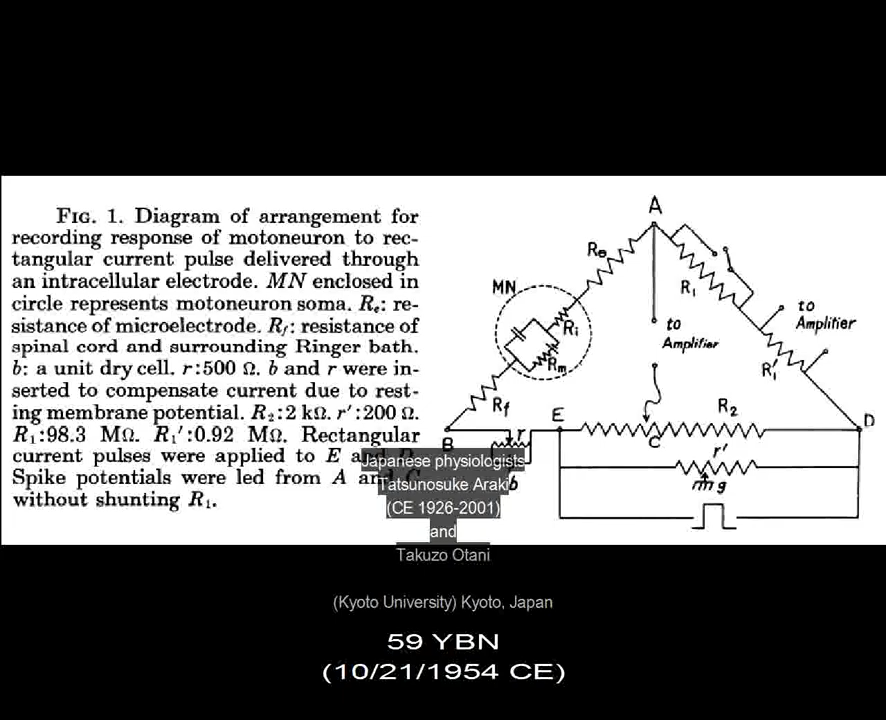 FIG. 1. Diagram of arrangement for
recording response of motoneuron to rec-
tangular current pulse delivered through
an intracellular electrode. MN enclosed in
circle represents motoneuron soma. Re: re-
sistance of microelectrode. Rf: resistance of
spinal cord and surrounding Ringer bath.
b: a unit dry cell. r:500 Ω. b and r were in-
serted to compensate current due to rest-
ing membrane potential. R2:2 kΩ. r':200 Ω.
R1:98.3 MΩ. R1':0.92 MΩ. Rectangular
current pulses were applied to E and D.
Spike potentials were led from A and C
without shunting R1.
A
Re
R1
MN
to
Amplifier
to
Amplifier
Ri
Rm
R1'
Rf
E
R2
D
B
r
C
r'
b
g
Japanese physiologists
Tatsunosuke Araki
(CE 1926-2001)
and
Takuzo Otani
(Kyoto University) Kyoto, Japan
59 YBN
(10/21/1954 CE)